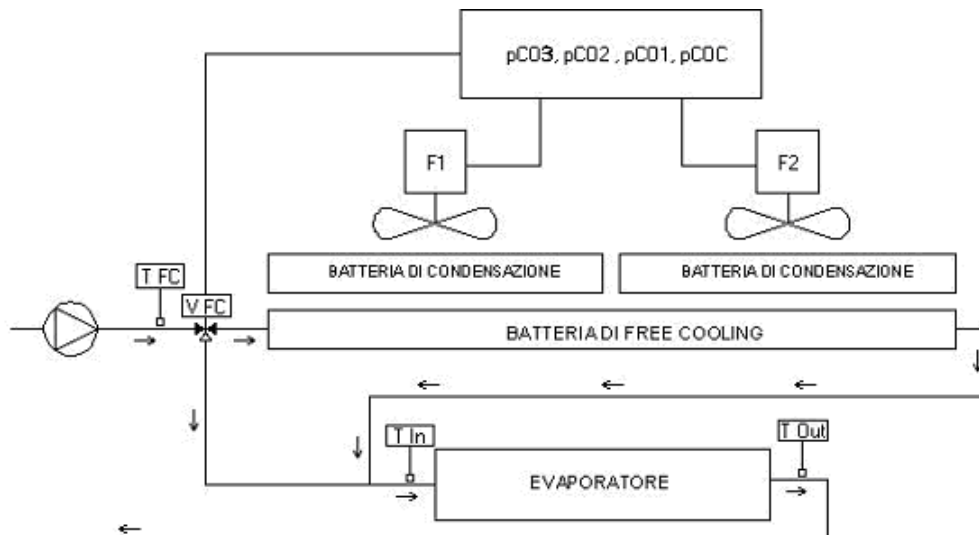 pCO3, pCO2 , pCO1, pCOC
F1
F2
BATTERIA DI CONDENSAZIONE
BATTERIA DI CONDENSAZIONE
T FC
V FC
BATTERIA DI FREE COOLING
T In
T Out
EVAPORATORE